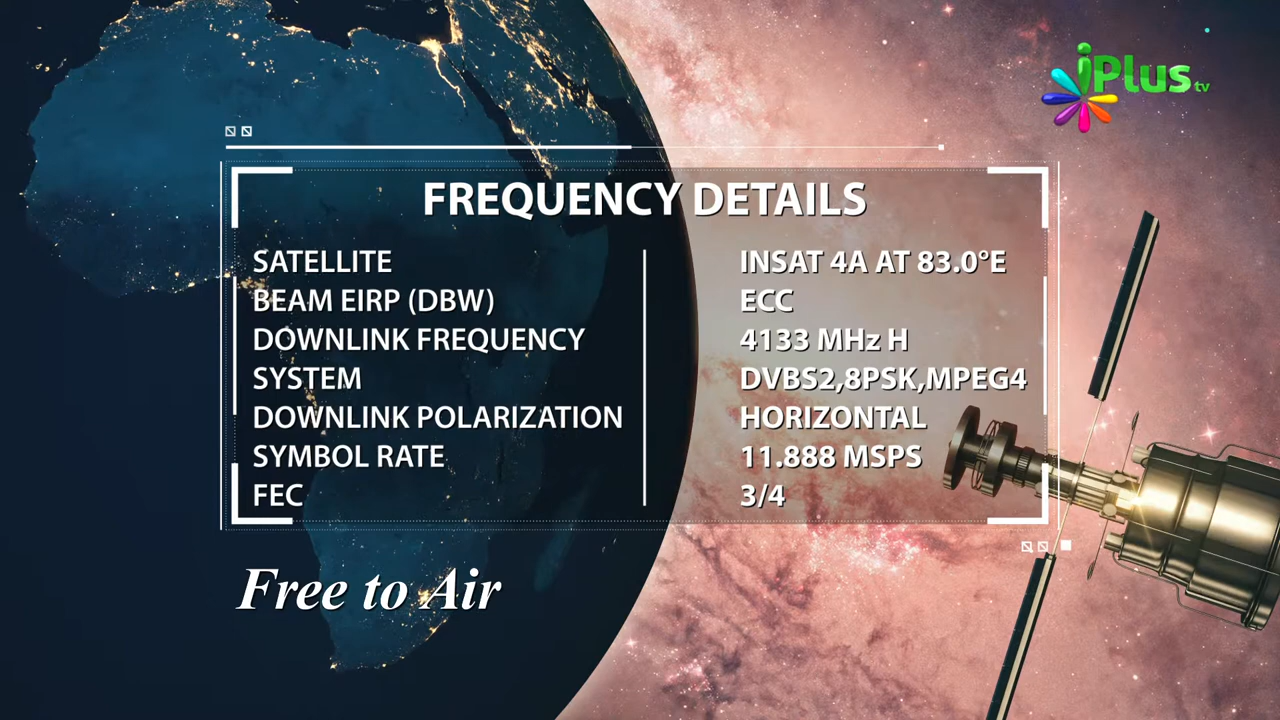 iPlus tv
FREQUENCY DETAILS
SATELLITE INSAT 4A AT 83.0°E
BEAM EIRP (DBW) ECC
DOWNLINK FREQUENCY 4133 MHz H
SYSTEM DVBS2,8PSK,MPEG4
DOWNLINK POLARIZATION HORIZONTAL
SYMBOL RATE 11.888 MSPS
FEC 3/4
Free to Air